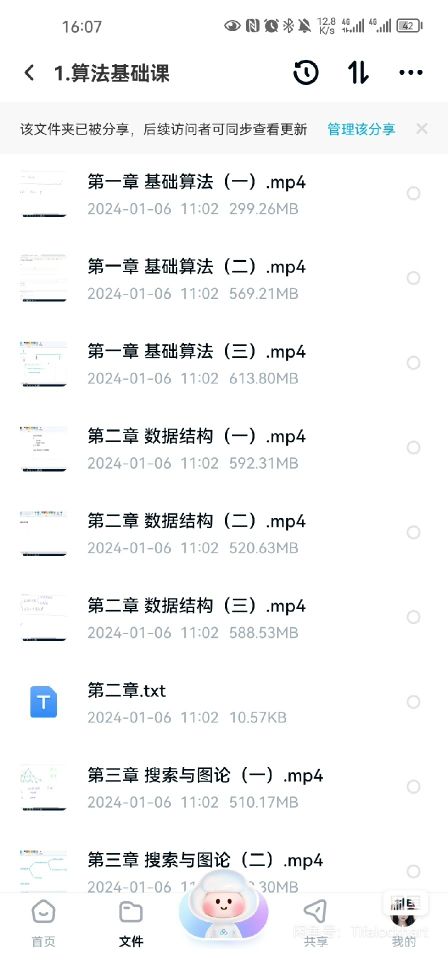 16:07
12.8 K/s 4G 4G 42
1.算法基础课
该文件夹已被分享，后续访问者可同步查看更新 管理该分享
第一章 基础算法（一）.mp4
2024-01-06 11:02 299.26MB
第一章 基础算法（二）.mp4
2024-01-06 11:02 569.21MB
第一章 基础算法（三）.mp4
2024-01-06 11:02 613.80MB
第二章 数据结构（一）.mp4
2024-01-06 11:02 592.31MB
第二章 数据结构（二）.mp4
2024-01-06 11:02 520.63MB
第二章 数据结构（三）.mp4
2024-01-06 11:02 588.53MB
T
第二章.txt
2024-01-06 11:02 10.57KB
第三章 搜索与图论（一）.mp4
2024-01-06 11:02 510.17MB
第三章 搜索与图论（二）.mp4
2024-01-06 11:02
首页 文件 共享 我的